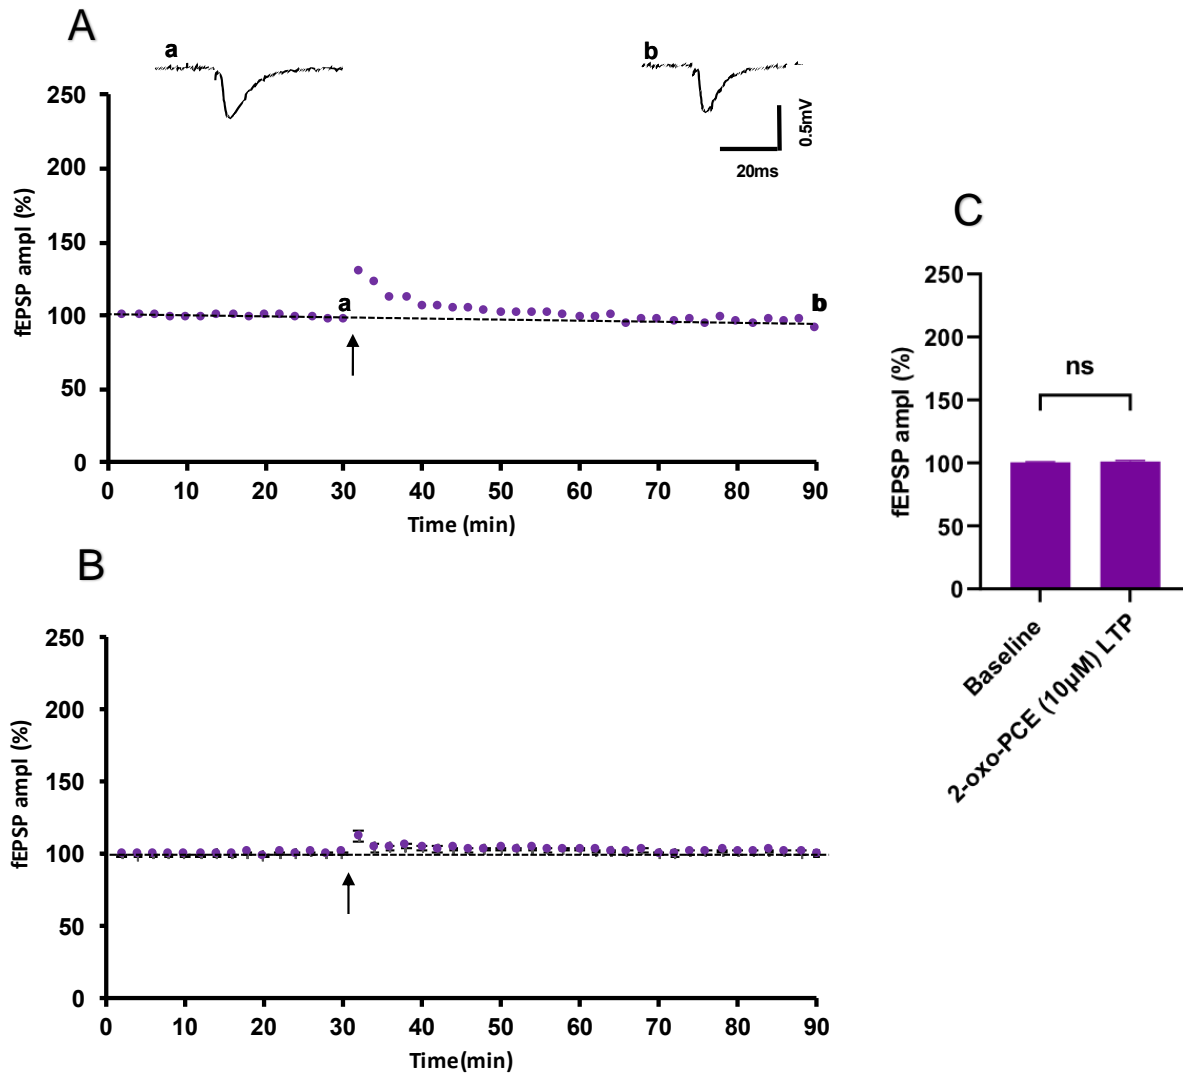 A
a
b
0.5mV
20ms
250
200
150
100
50
0
fEPSP ampl (%)
a
b
0 10 20 30 40 50 60 70 80 90
Time (min)
B
250
200
150
100
50
0
fEPSP ampl (%)
0 10 20 30 40 50 60 70 80 90
Time(min)
C
250
200
150
100
50
0
fEPSP ampl (%)
ns
Baseline
2-oxo-PCE (10μM) LTP